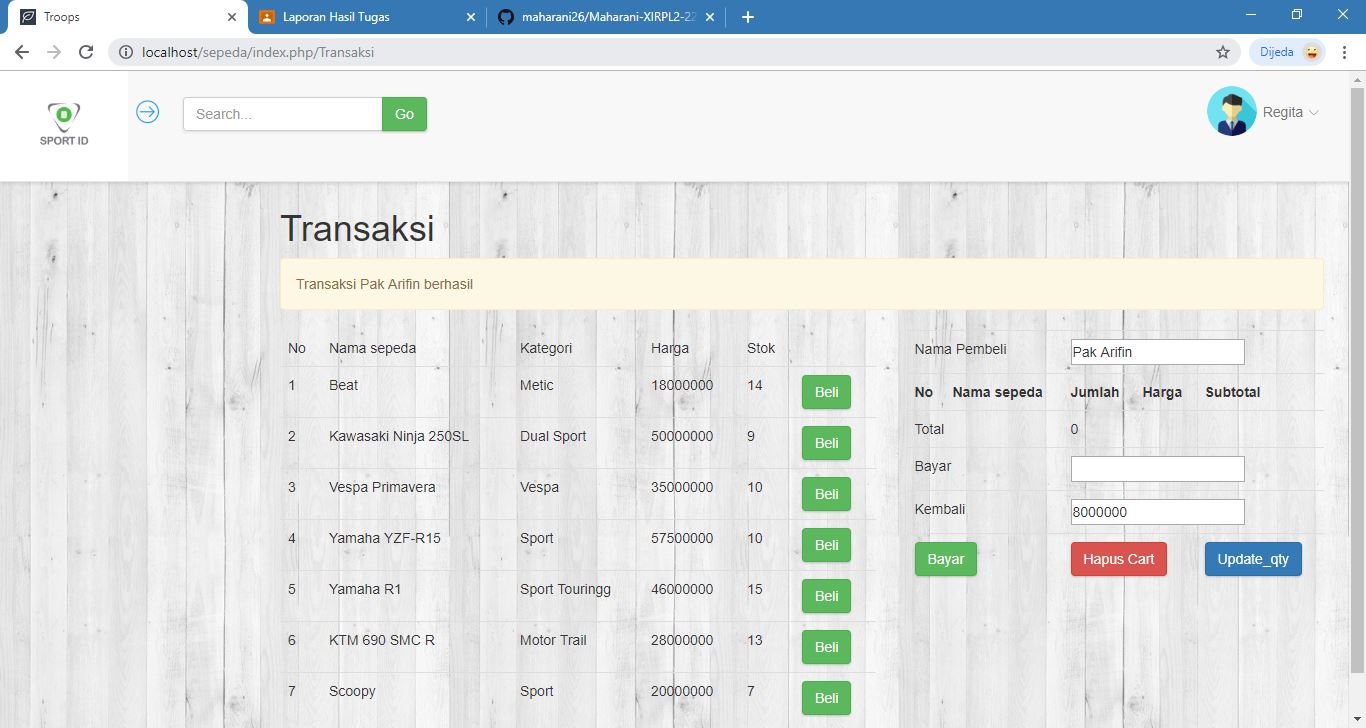 Troops
Laporan Hasil Tugas
maharani26/Maharani-XIRPL2-22
localhost/sepeda/index.php/Transaksi
Dijeda
SPORT ID
Search...
Go
Regita
Transaksi
Transaksi Pak Arifin berhasil
No Nama sepeda Kategori Harga Stok
1 Beat Metic 18000000 14 Beli
2 Kawasaki Ninja 250SL Dual Sport 50000000 9 Beli
3 Vespa Primavera Vespa 35000000 10 Beli
4 Yamaha YZF-R15 Sport 57500000 10 Beli
5 Yamaha R1 Sport Touringg 46000000 15 Beli
6 KTM 690 SMC R Motor Trail 28000000 13 Beli
7 Scoopy Sport 20000000 7 Beli
Nama Pembeli Pak Arifin
No Nama sepeda Jumlah Harga Subtotal
Total 0
Bayar
Kembali 8000000
Bayar Hapus Cart Update_qty